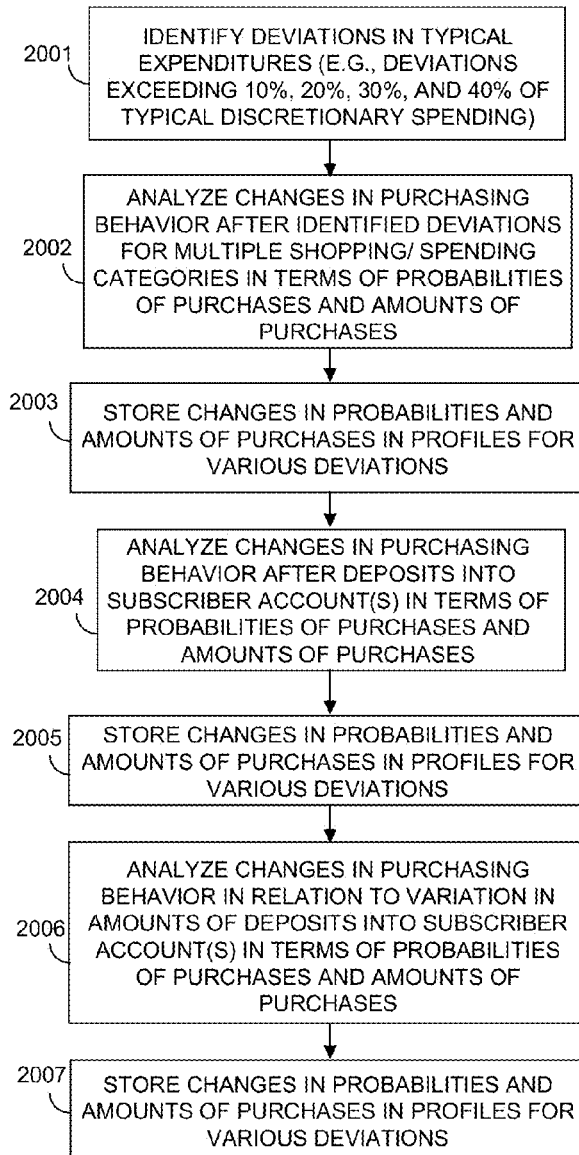 2001
IDENTIFY DEVIATIONS IN TYPICAL
EXPENDITURES (E.G., DEVIATIONS
EXCEEDING 10%, 20%, 30%, AND 40% OF
TYPICAL DISCRETIONARY SPENDING)
2002
ANALYZE CHANGES IN PURCHASING
BEHAVIOR AFTER IDENTIFIED DEVIATIONS
FOR MULTIPLE SHOPPING/ SPENDING
CATEGORIES IN TERMS OF PROBABILITIES
OF PURCHASES AND AMOUNTS OF
PURCHASES
2003
STORE CHANGES IN PROBABILITIES AND
AMOUNTS OF PURCHASES IN PROFILES FOR
VARIOUS DEVIATIONS
2004
ANALYZE CHANGES IN PURCHASING
BEHAVIOR AFTER DEPOSITS INTO
SUBSCRIBER ACCOUNT(S) IN TERMS OF
PROBABILITIES OF PURCHASES AND
AMOUNTS OF PURCHASES
2005
STORE CHANGES IN PROBABILITIES AND
AMOUNTS OF PURCHASES IN PROFILES FOR
VARIOUS DEVIATIONS
2006
ANALYZE CHANGES IN PURCHASING
BEHAVIOR IN RELATION TO VARIATION IN
AMOUNTS OF DEPOSITS INTO SUBSCRIBER
ACCOUNT(S) IN TERMS OF PROBABILITIES
OF PURCHASES AND AMOUNTS OF
PURCHASES
2007
STORE CHANGES IN PROBABILITIES AND
AMOUNTS OF PURCHASES IN PROFILES FOR
VARIOUS DEVIATIONS